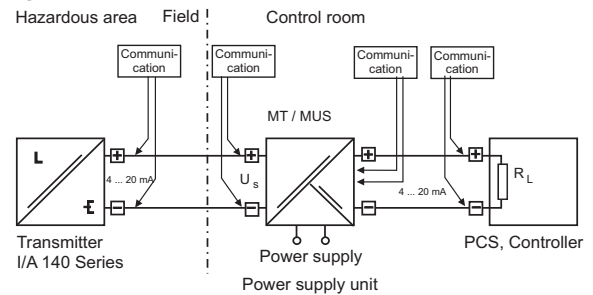 Hazardous area
Field
Control room
Communi-
cation
Communi-
cation
Communi-
cation
Communi-
cation
MT / MUS
L
E
+
+
+
+
4 ... 20 mA
U s
4 ... 20 mA
R L
−
−
−
−
Transmitter
I/A 140 Series
Power supply
PCS, Controller
Power supply unit